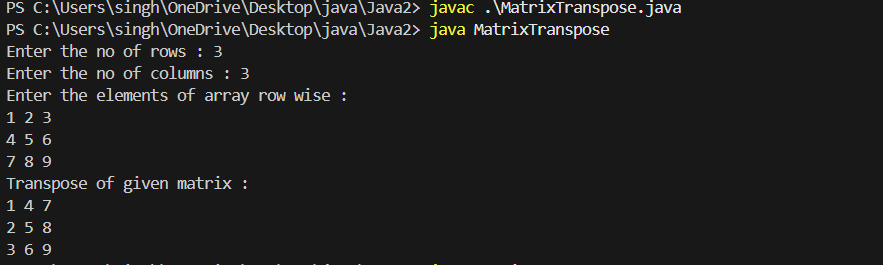 PS C:\Users\singh\OneDrive\Desktop\java\Java2> javac .\MatrixTranspose.java
PS C:\Users\singh\OneDrive\Desktop\java\Java2> java MatrixTranspose
Enter the no of rows : 3
Enter the no of columns : 3
Enter the elements of array row wise :
1 2 3
4 5 6
7 8 9
Transpose of given matrix :
1 4 7
2 5 8
3 6 9